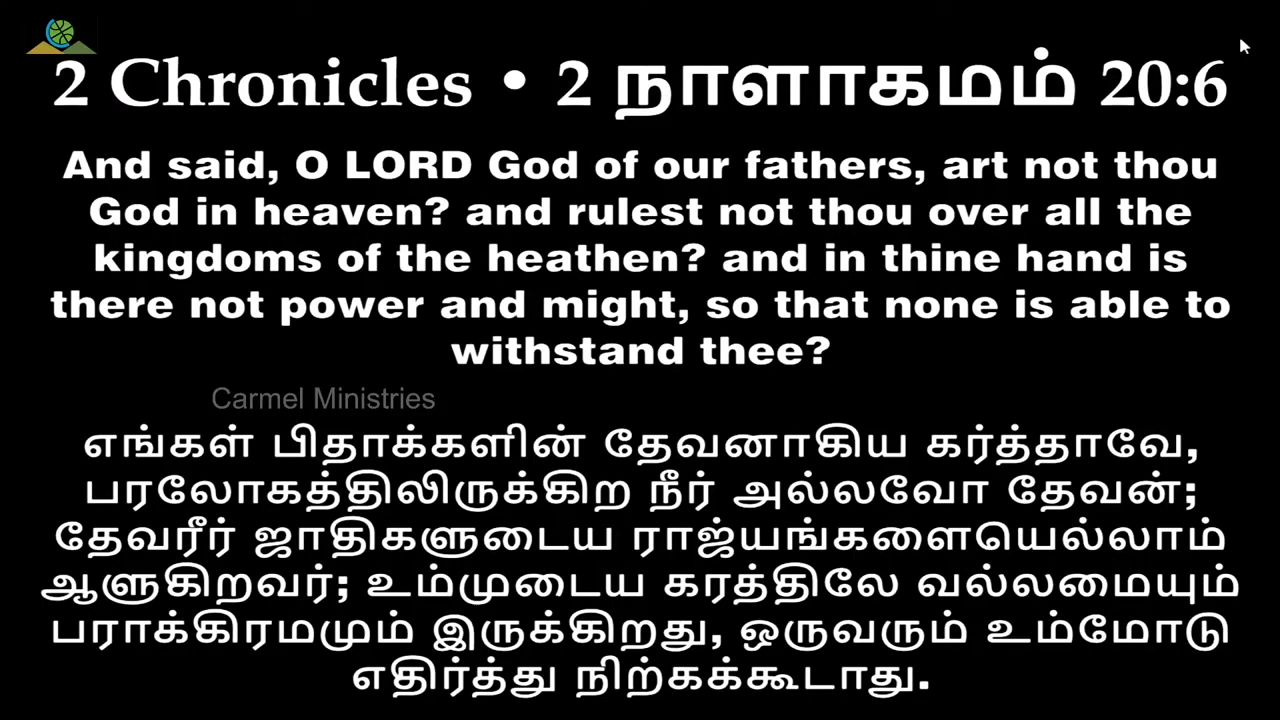 2 Chronicles • 2 நாளாகமம் 20:6
And said, O LORD God of our fathers, art not thou
God in heaven? and rulest not thou over all the
kingdoms of the heathen? and in thine hand is
there not power and might, so that none is able to
withstand thee?
Carmel Ministries
எங்கள் பிதாக்களின் தேவனாகிய கர்த்தாவே,
பரலோகத்திலிருக்கிற நீர் அல்லவோ தேவன்;
தேவரீர் ஜாதிகளுடைய ராஜ்யங்களையெல்லாம்
ஆளுகிறவர்; உம்முடைய கரத்திலே வல்லமையும்
பராக்கிரமமும் இருக்கிறது, ஒருவரும் உம்மோடு
எதிர்த்து நிற்கக்கூடாது.